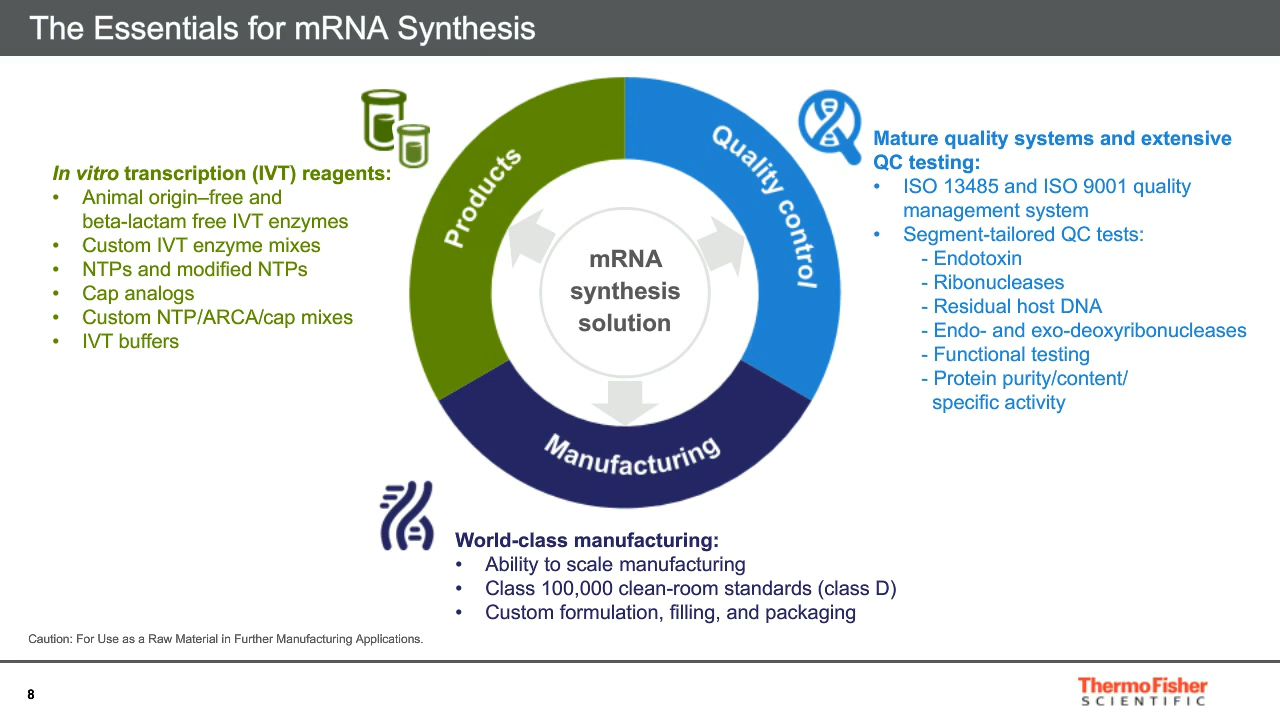 The Essentials for mRNA Synthesis
In vitro transcription (IVT) reagents:
• Animal origin–free and
beta-lactam free IVT enzymes
• Custom IVT enzyme mixes
• NTPs and modified NTPs
• Cap analogs
• Custom NTP/ARCA/cap mixes
• IVT buffers
Products
Quality control
Manufacturing
mRNA
synthesis
solution
Mature quality systems and extensive
QC testing:
• ISO 13485 and ISO 9001 quality
management system
• Segment-tailored QC tests:
- Endotoxin
- Ribonucleases
- Residual host DNA
- Endo- and exo-deoxyribonucleases
- Functional testing
- Protein purity/content/
specific activity
World-class manufacturing:
• Ability to scale manufacturing
• Class 100,000 clean-room standards (class D)
• Custom formulation, filling, and packaging
Caution: For Use as a Raw Material in Further Manufacturing Applications.
8
ThermoFisher
SCIENTIFIC